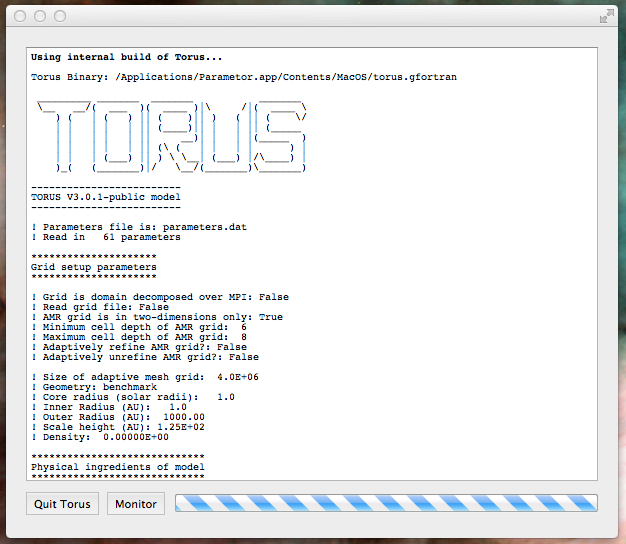 Using internal build of Torus...
Torus Binary: /Applications/Parametor.app/Contents/MacOS/torus.gfortran
TORUS
-------------------------
TORUS V3.0.1-public model
-------------------------
! Parameters file is: parameters.dat
! Read in   61 parameters
*********************
Grid setup parameters
*********************
! Grid is domain decomposed over MPI: False
! Read grid file: False
! AMR grid is in two-dimensions only: True
! Minimum cell depth of AMR grid:  6
! Maximum cell depth of AMR grid:  8
! Adaptively refine AMR grid?: False
! Adaptively unrefine AMR grid?: False
! Size of adaptive mesh grid:  4.0E+06
! Geometry: benchmark
! Core radius (solar radii):   1.0
! Inner Radius (AU):   1.0
! Outer Radius (AU):  1000.00
! Scale height (AU): 1.25E+02
! Density:  0.00000E+00
*****************************
Physical ingredients of model
*****************************
Quit Torus
Monitor